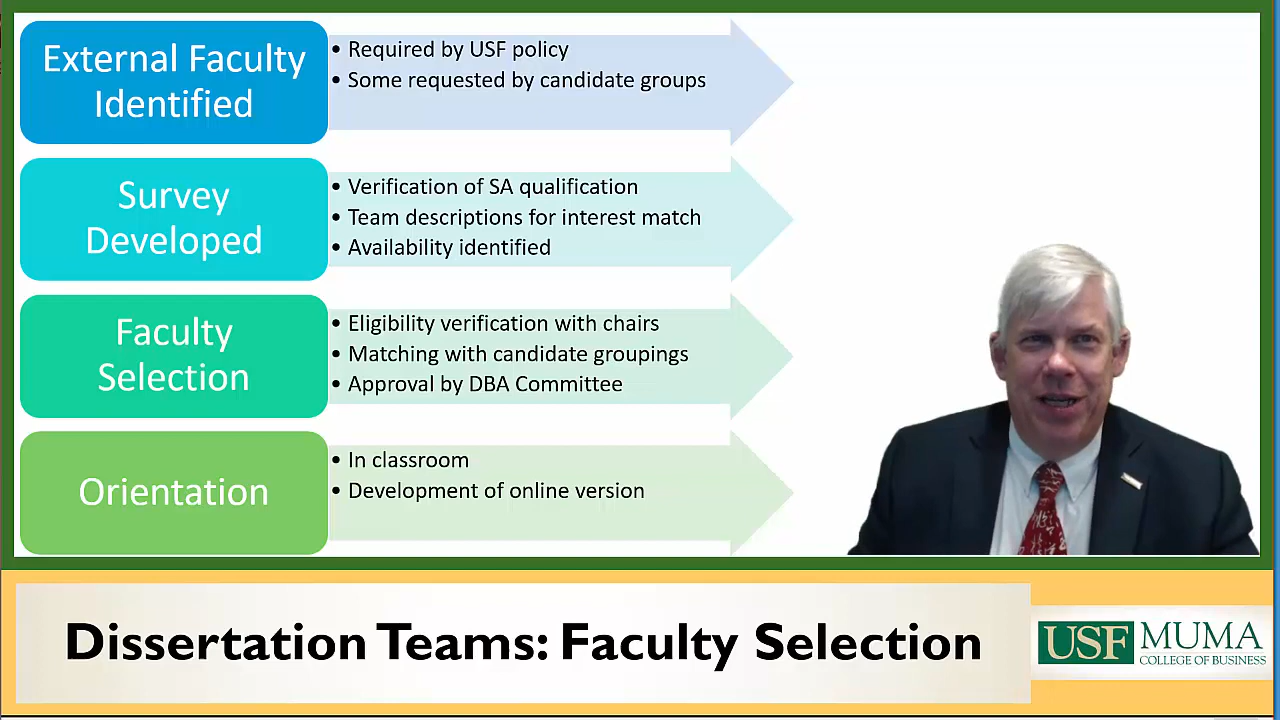 External Faculty
Identified
• Required by USF policy
• Some requested by candidate groups
Survey
Developed
• Verification of SA qualification
• Team descriptions for interest match
• Availability identified
Faculty
Selection
• Eligibility verification with chairs
• Matching with candidate groupings
• Approval by DBA Committee
Orientation
• In classroom
• Development of online version
Dissertation Teams: Faculty Selection
USF MUMA
COLLEGE OF BUSINESS